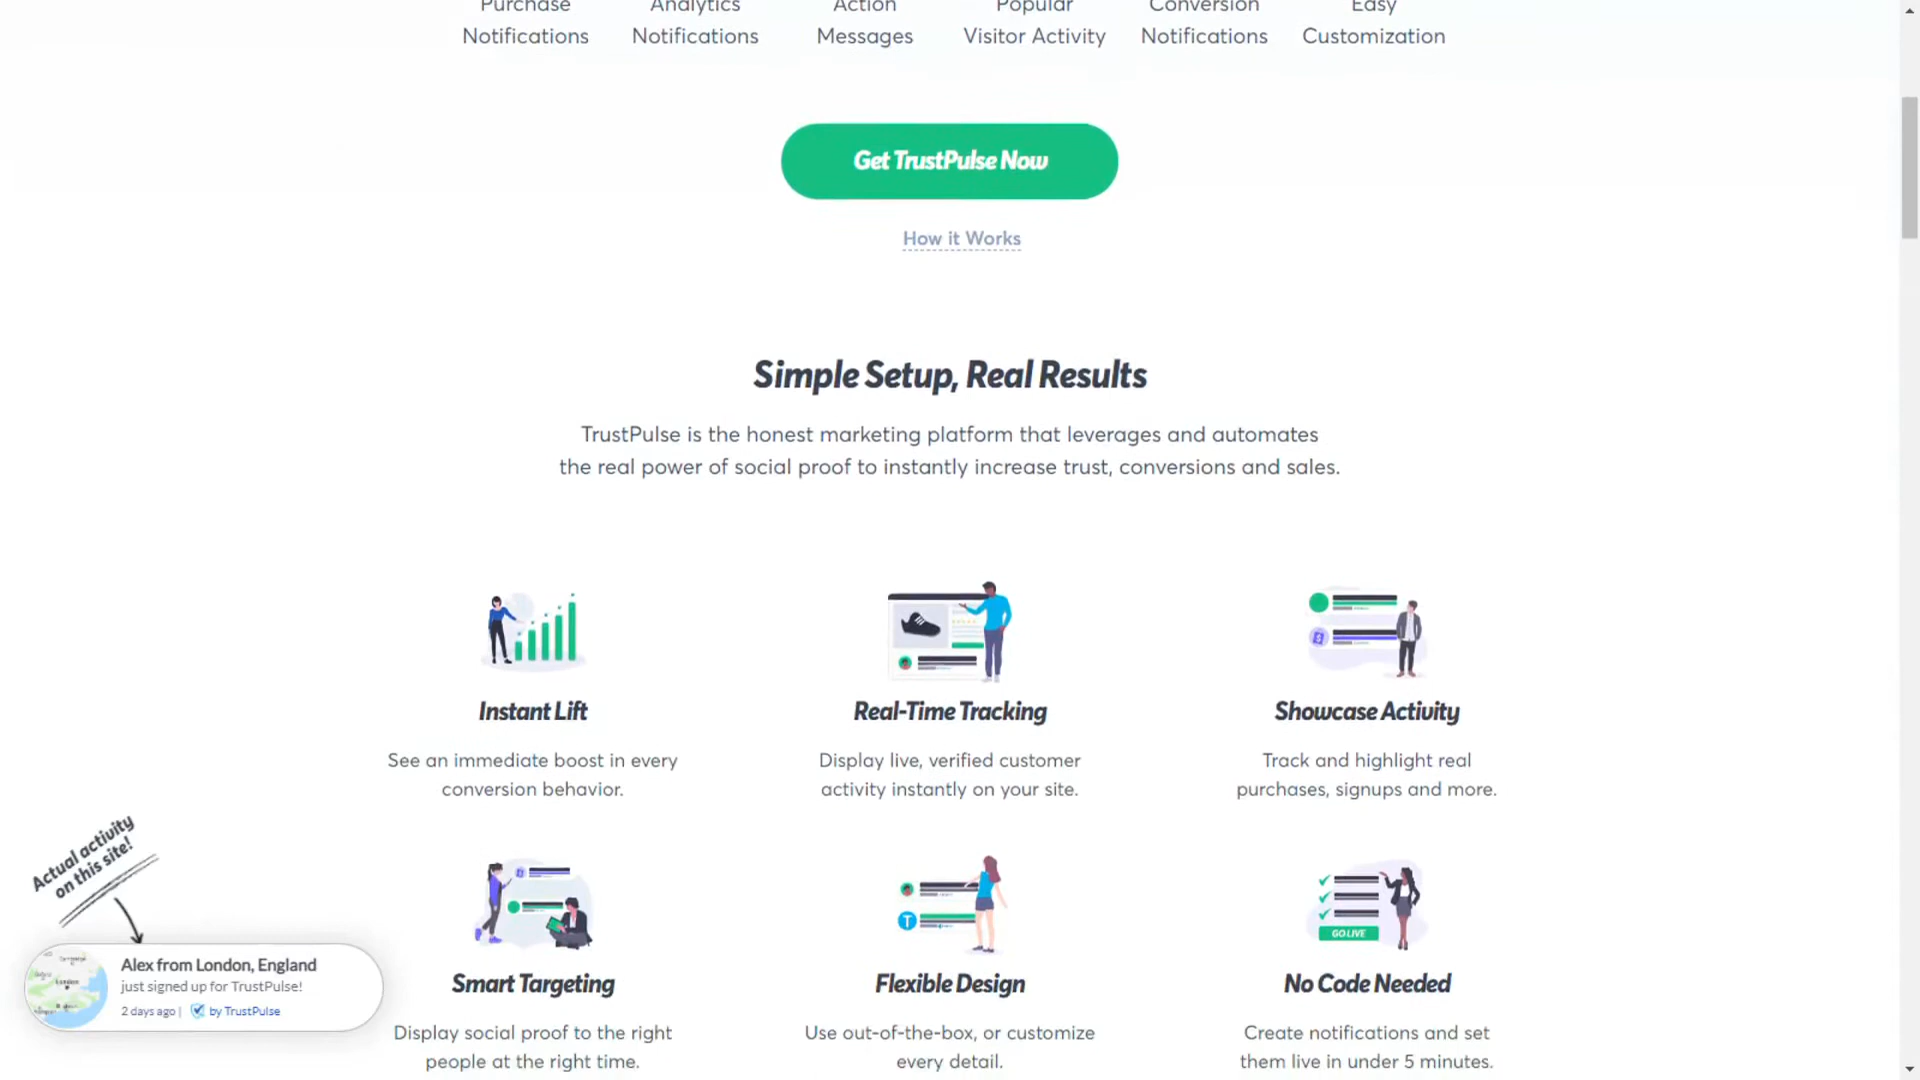 Purchase Analytics Action Popular Conversion Easy
Notifications Notifications Messages Visitor Activity Notifications Customization
Get TrustPulse Now
How it Works
Simple Setup, Real Results
TrustPulse is the honest marketing platform that leverages and automates
the real power of social proof to instantly increase trust, conversions and sales.
Instant Lift
See an immediate boost in every
conversion behavior.
Real-Time Tracking
Display live, verified customer
activity instantly on your site.
Showcase Activity
Track and highlight real
purchases, signups and more.
Smart Targeting
Display social proof to the right
people at the right time.
T
Flexible Design
Use out-of-the-box, or customize
every detail.
GO LIVE
No Code Needed
Create notifications and set
them live in under 5 minutes.
Actual activity
on this site!
London
Alex from London, England
just signed up for TrustPulse!
2 days ago | by TrustPulse